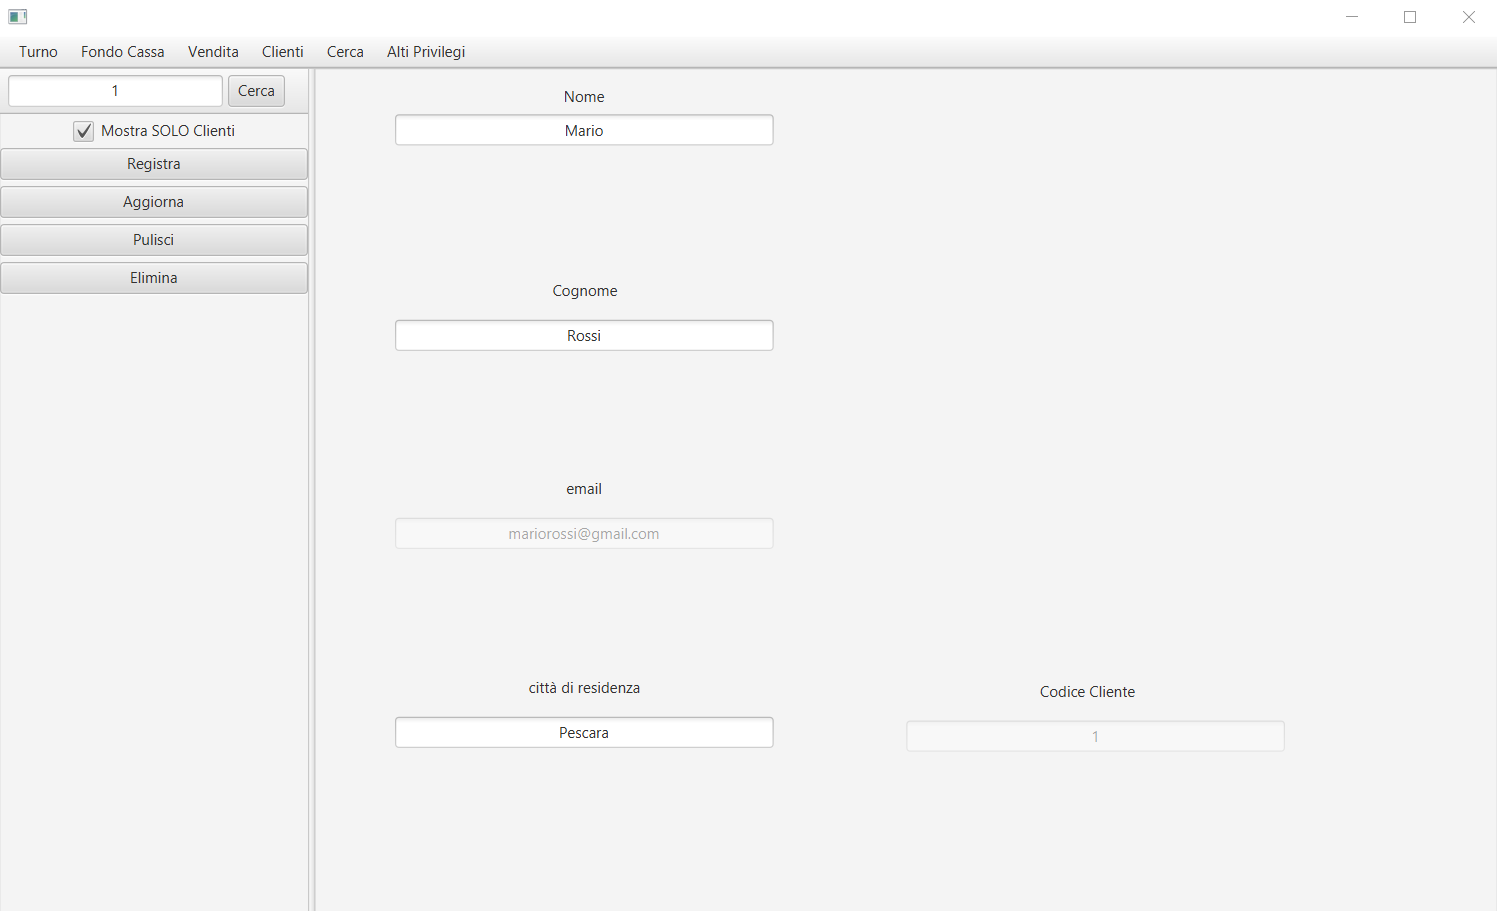 Turno Fondo Cassa Vendita Clienti Cerca Alti Privilegi
1 Cerca
Mostra SOLO Clienti
Registra
Aggiorna
Pulisci
Elimina
Nome
Mario
Cognome
Rossi
email
mariorossi@gmail.com
città di residenza
Pescara
Codice Cliente
1